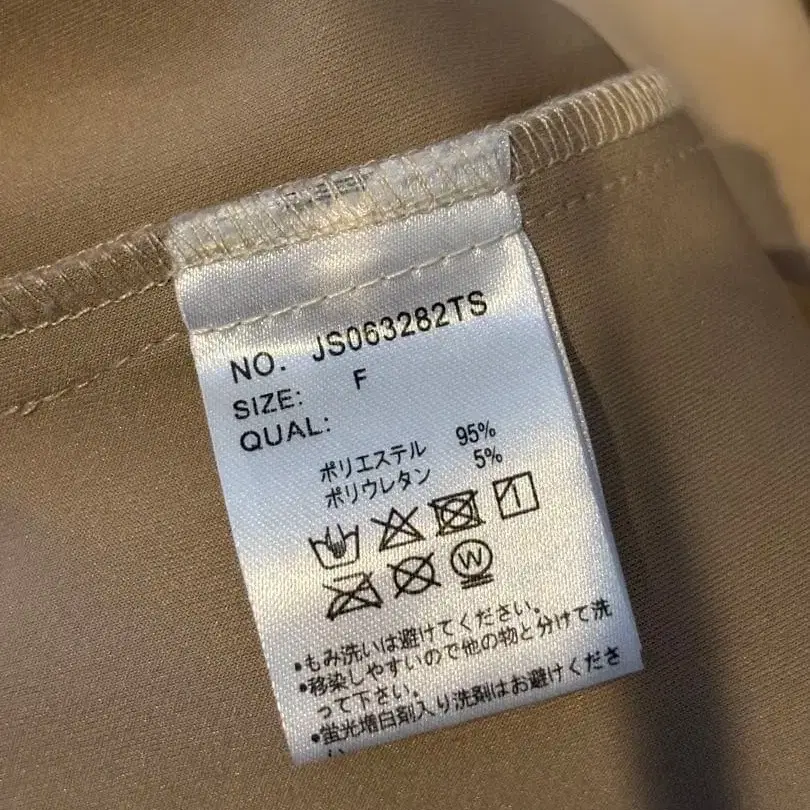 NO. JS063282TS
SIZE: F
QUAL:
ポリエステル 95%
ポリウレタン 5%
W
•もみ洗いは避けてください。
•移染しやすいので他の物と分けて洗
って下さい。
•蛍光増白剤入り洗剤はお避けくださ
い